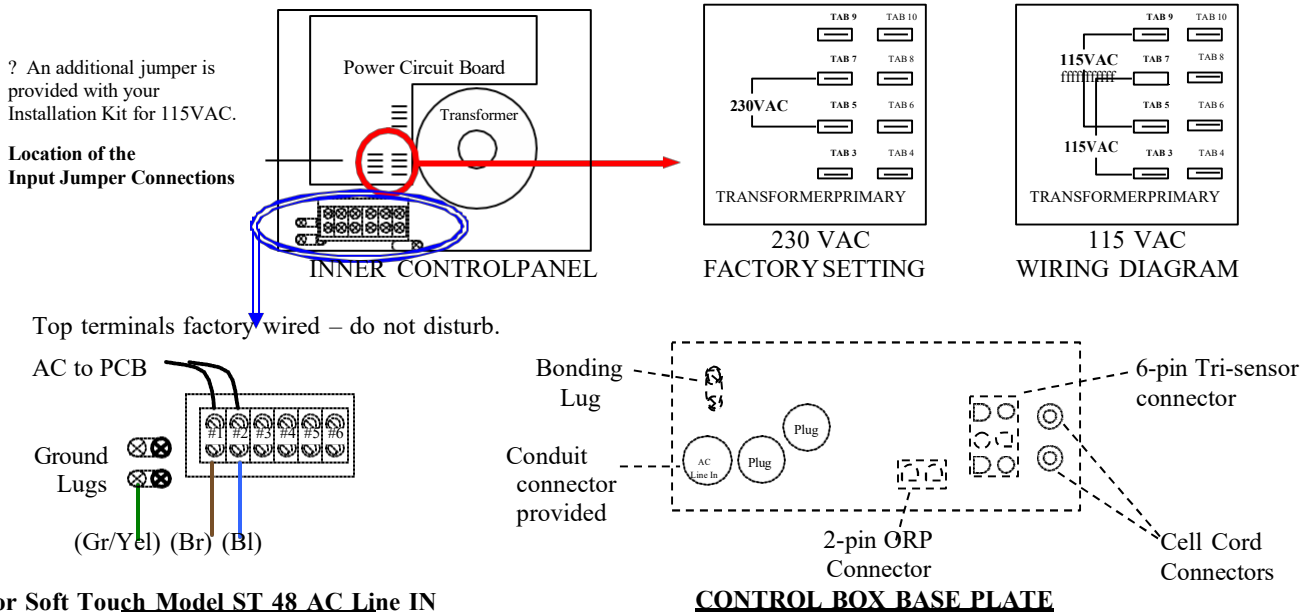 ? An additional jumper is
provided with your
Installation Kit for 115VAC.
Location of the
Input Jumper Connections
Power Circuit Board
Transformer
INNER CONTROLPANEL
TAB 9 TAB 10
TAB 7 TAB 8
230VAC
TAB 5 TAB 6
TAB 3 TAB 4
TRANSFORMERPRIMARY
230 VAC
FACTORY SETTING
TAB 9 TAB 10
115VAC
TAB 7 TAB 8
TAB 5 TAB 6
115VAC
TAB 3 TAB 4
TRANSFORMERPRIMARY
115 VAC
WIRING DIAGRAM
Top terminals factory wired – do not disturb.
AC to PCB
#1 #2 #3 #4 #5 #6
Ground
Lugs
(Gr/Yel) (Br) (Bl)
or Soft Touch Model ST 48 AC Line IN
Bonding
Lug
Conduit
connector
provided
AC
Line In
Plug
Plug
6-pin Tri-sensor
connector
2-pin ORP
Connector
Cell Cord
Connectors
CONTROL BOX BASE PLATE